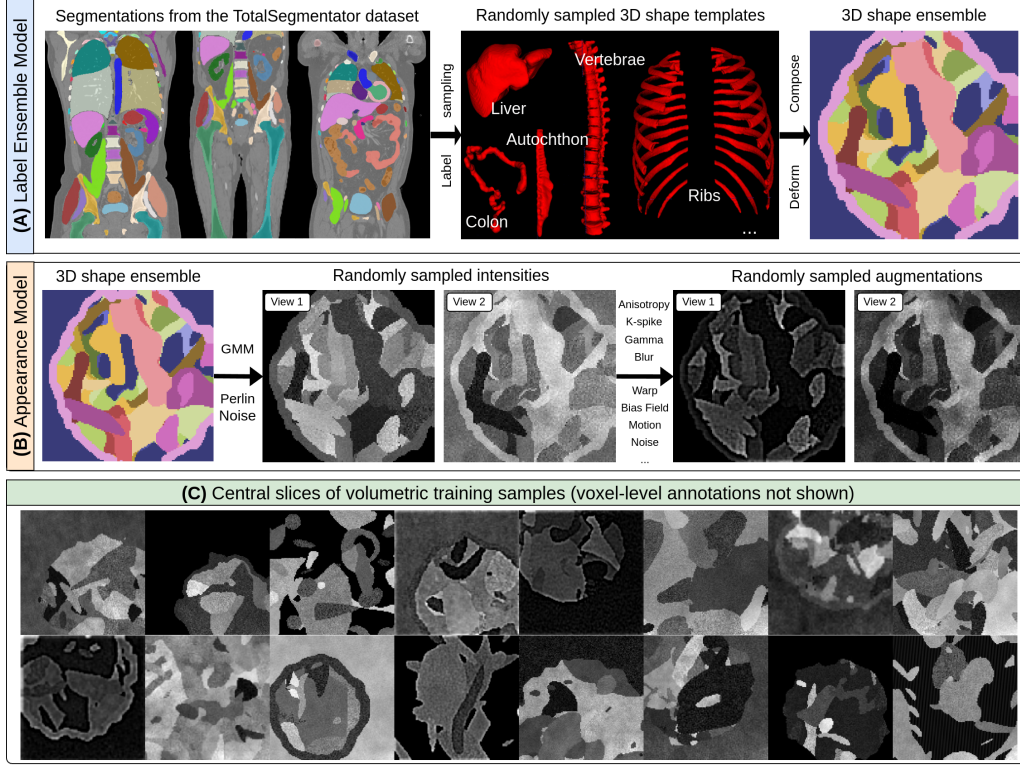 (A) Label Ensemble Model
Segmentations from the TotalSegmentator dataset
Randomly sampled 3D shape templates
3D shape ensemble
Label sampling
Liver
Vertebrae
Autochthon
Colon
Ribs
...
Deform Compose
(B) Appearance Model
3D shape ensemble
Randomly sampled intensities
Randomly sampled augmentations
GMM
Perlin
Noise
View 1
View 2
Anisotropy
K-spike
Gamma
Blur
Warp
Bias Field
Motion
Noise
...
View 1
View 2
(C) Central slices of volumetric training samples (voxel-level annotations not shown)